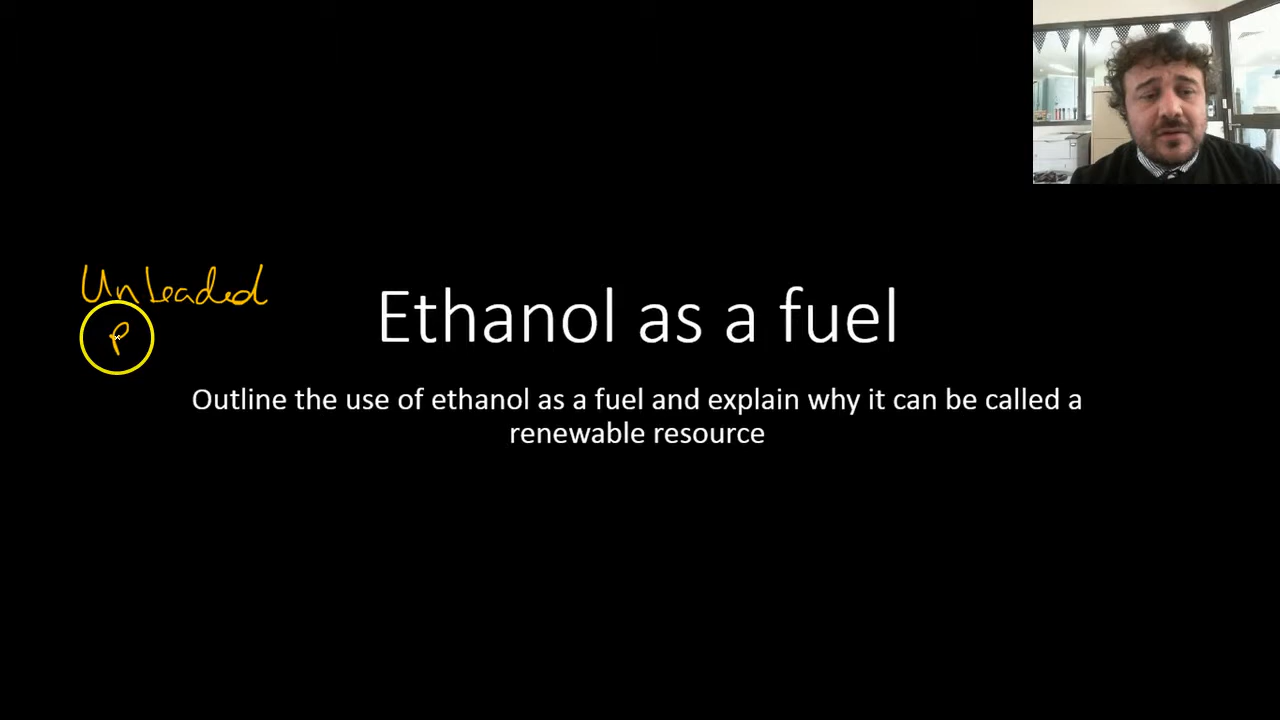 Unleaded
P
Ethanol as a fuel
Outline the use of ethanol as a fuel and explain why it can be called a
renewable resource